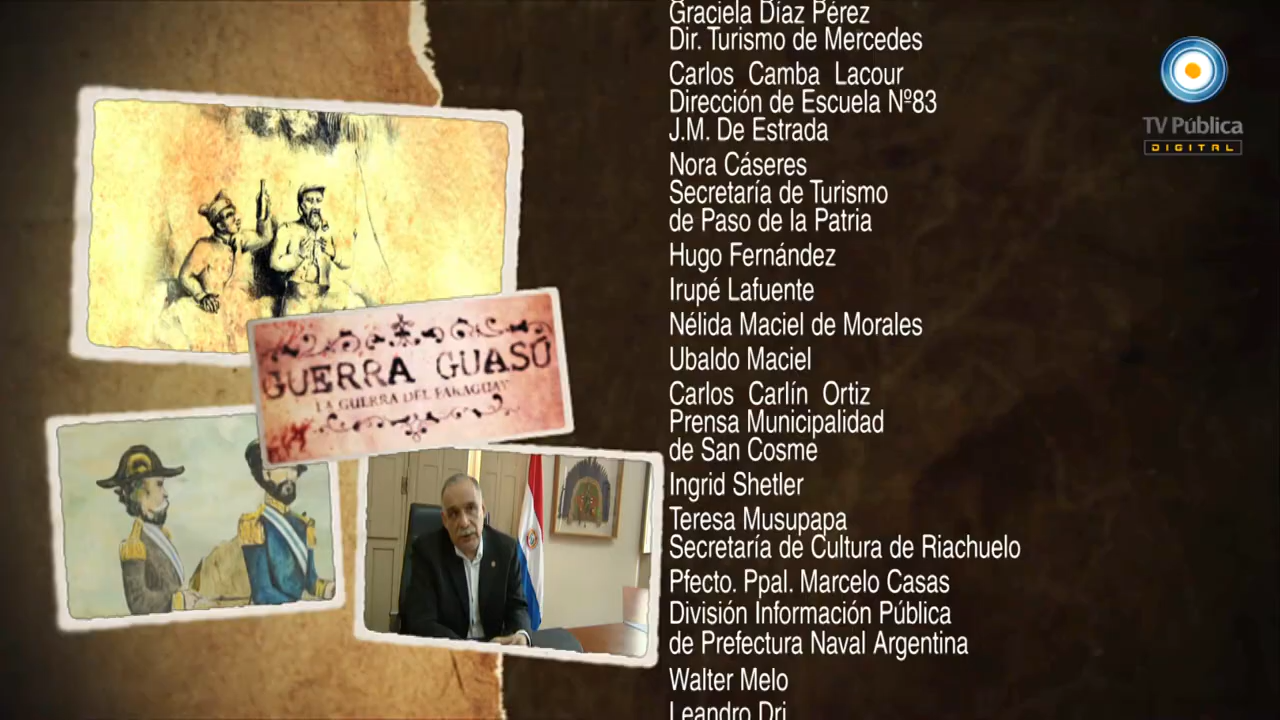 Graciela Díaz Pérez
Dir. Turismo de Mercedes
Carlos Camba Lacour
Dirección de Escuela Nº83
J.M. De Estrada
Nora Cáseres
Secretaría de Turismo
de Paso de la Patria
Hugo Fernández
Irupé Lafuente
Nélida Maciel de Morales
Ubaldo Maciel
Carlos Carlín Ortiz
Prensa Municipalidad
de San Cosme
Ingrid Shetler
Teresa Musupapa
Secretaría de Cultura de Riachuelo
Pfecto. Ppal. Marcelo Casas
División Información Pública
de Prefectura Naval Argentina
Walter Melo
Leandro Dri
TV Pública
DIGITAL
GUERRA GUASÚ
LA GUERRA DEL PARAGUAY